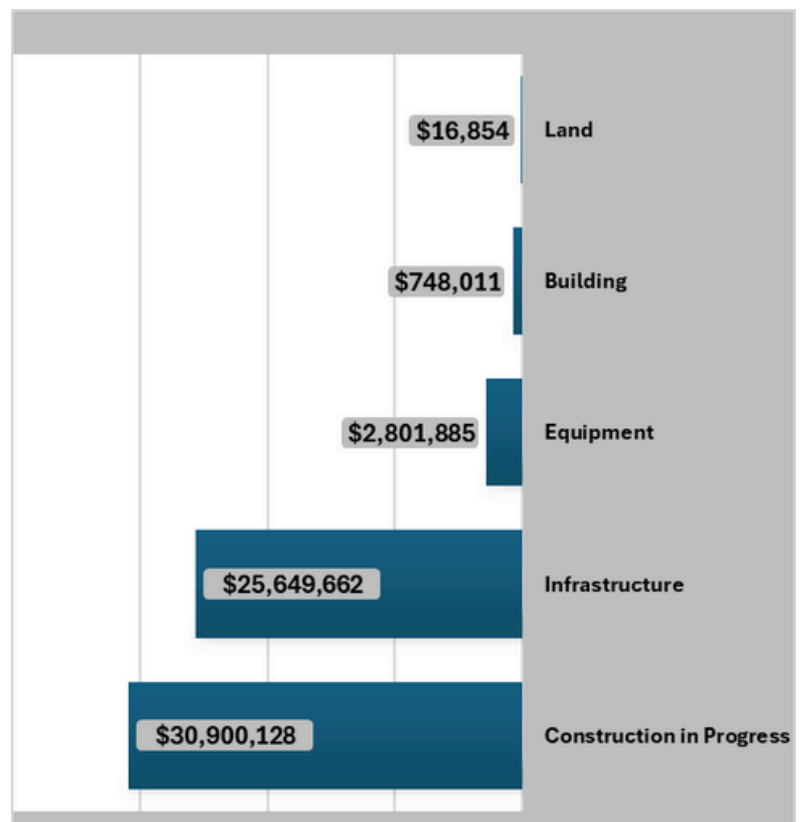 $16,854 Land
$748,011 Building
$2,801,885 Equipment
$25,649,662 Infrastructure
$30,900,128 Construction in Progress